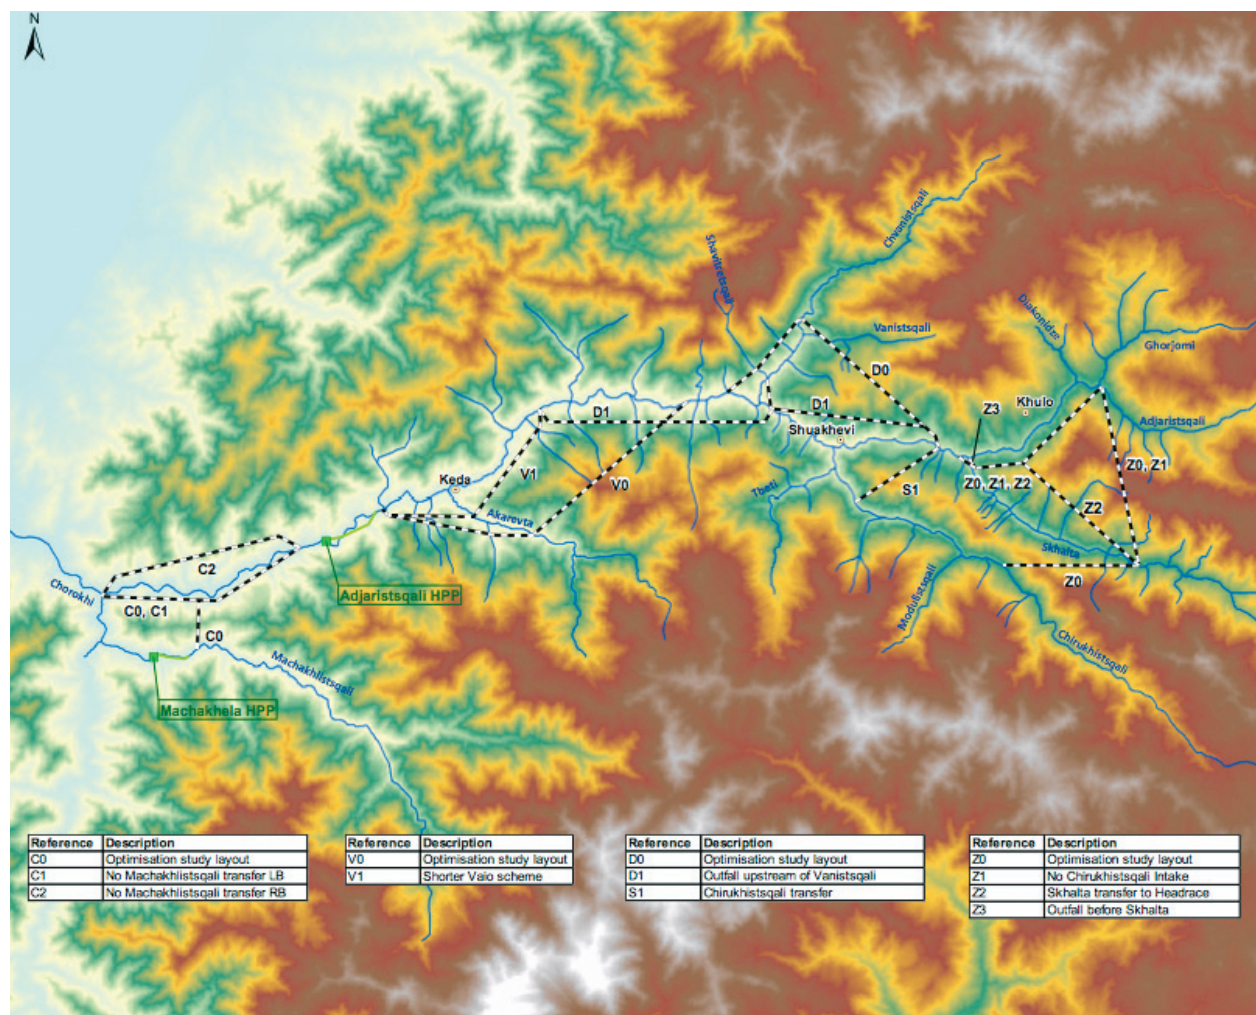 N
Chvanistsqali
Shavitretsqali
Diakonidze
Vanistsqali
Ghorjomi
D0
Z3
Khulo
D1
D1
Adjaristsqali
Shuakhevi
Z0, Z1
V1
Keda
V0
Tbeti
S1
Z0, Z1, Z2
Z2
Akarevta
Skhalta
C2
Z0
Chorokhi
Adjaristsqali HPP
C0, C1
Modulistsqali
C0
Chirukhistsqali
Machakhlistsqali
Machakhela HPP
Reference Description
C0 Optimisation study layout
C1 No Machakhlistsqali transfer LB
C2 No Machakhlistsqali transfer RB
Reference Description
V0 Optimisation study layout
V1 Shorter Vaio scheme
Reference Description
D0 Optimisation study layout
D1 Outfall upstream of Vanistsqali
S1 Chirukhistsqali transfer
Reference Description
Z0 Optimisation study layout
Z1 No Chirukhistsqali Intake
Z2 Skhalta transfer to Headrace
Z3 Outfall before Skhalta